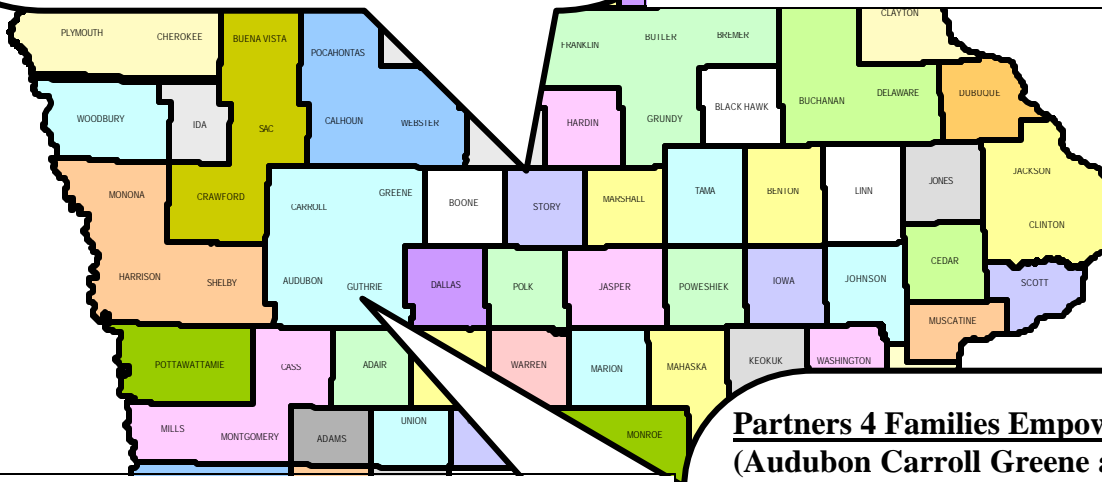 CLAYTON
PLYMOUTH CHEROKEE BUENA VISTA POCAHONTAS FRANKLIN BUTLER BREMER
WOODBURY IDA SAC CALHOUN WEBSTER HARDIN GRUNDY BLACK HAWK BUCHANAN DELAWARE DUBUQUE
MONONA CRAWFORD CARROLL GREENE BOONE STORY MARSHALL TAMA BENTON LINN JONES JACKSON
CLINTON
HARRISON SHELBY AUDUBON GUTHRIE DALLAS POLK JASPER POWESHIEK IOWA JOHNSON CEDAR SCOTT
MUSCATINE
POTTAWATTAMIE CASS ADAIR WARREN MARION MAHASKA KEOKUK WASHINGTON
MILLS MONTGOMERY ADAMS UNION MONROE
Partners 4 Families Empow
(Audubon Carroll Greene a